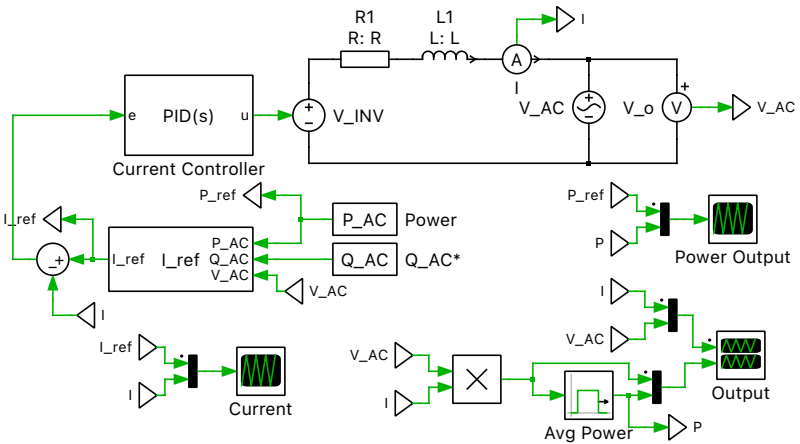 R1
R: R
L1
L: L
I
A
I
PID(s)
e
u
V_INV
V_AC
V_o
V
V_AC
Current Controller
P_ref
P_AC
Power
I_ref
I_ref
I_ref
P_AC
Q_AC
V_AC
Q_AC
Q_AC*
V_AC
I
P_ref
P
Power Output
I
V_AC
Output
I_ref
I
Current
V_AC
I
Avg Power
P